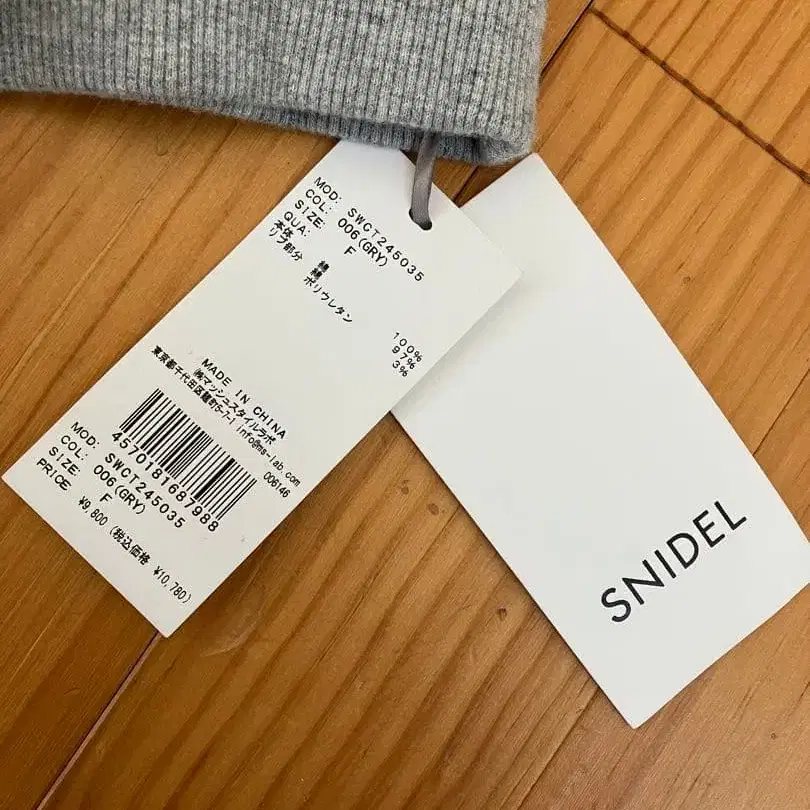 MOD: SWCT245035
COL: 006(GRY)
SIZE: F
QUA:
本体 綿 100%
リブ部分 綿 97%
ポリウレタン 3%
MADE IN CHINA
㈱マッシュスタイルラボ
東京都千代田区麹町5-7-1 info@ms-lab.com
006146
4570181687988
MOD: SWCT245035
COL: 006(GRY)
SIZE: F
PRICE ¥9,800 (税込価格 ¥10,780)
SNIDEL